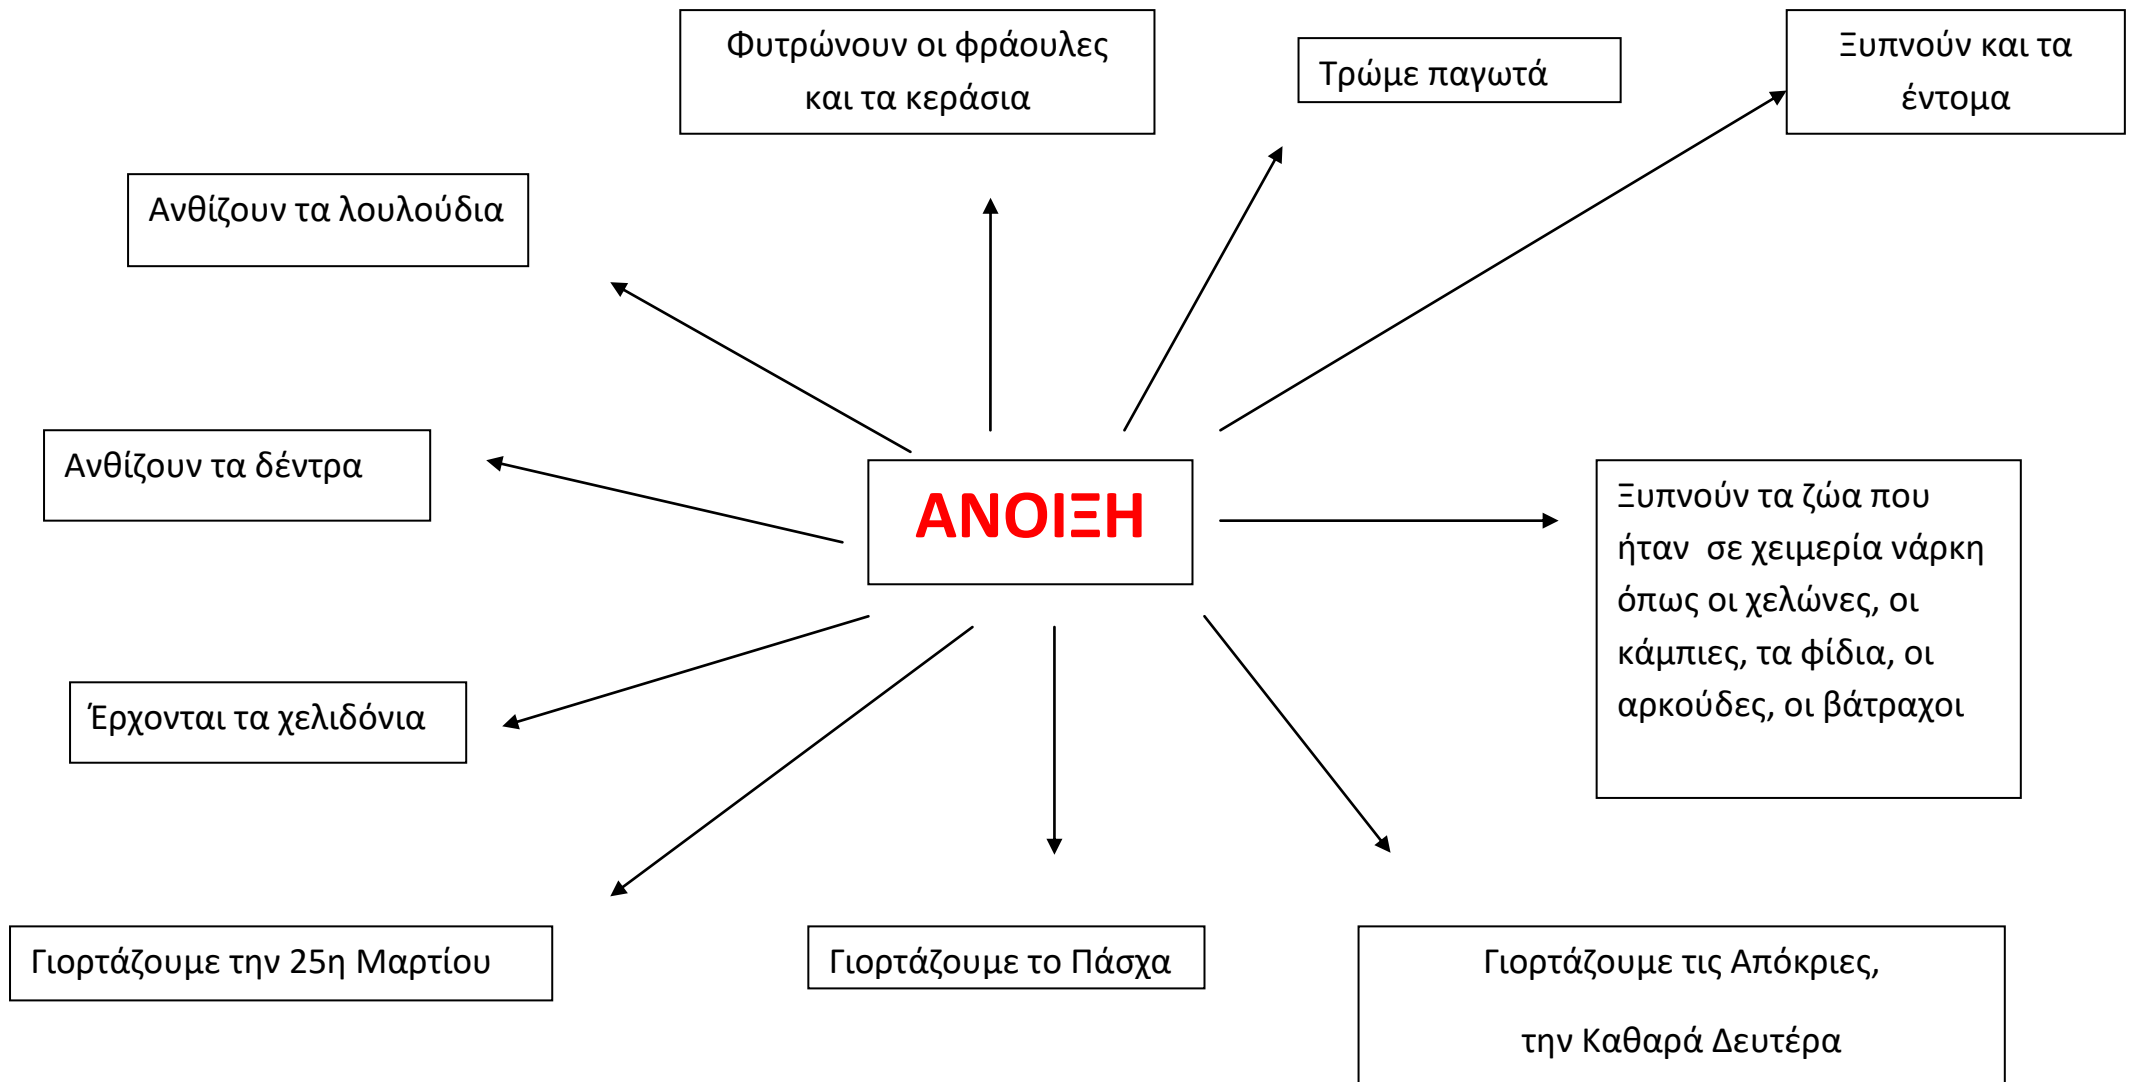 Φυτρώνουν οι φράουλες
και τα κεράσια
Τρώμε παγωτά
Ξυπνούν και τα
έντομα
Ανθίζουν τα λουλούδια
Ανθίζουν τα δέντρα
ΑΝΟΙΞΗ
Ξυπνούν τα ζώα που
ήταν σε χειμερία νάρκη
όπως οι χελώνες, οι
κάμπιες, τα φίδια, οι
αρκούδες, οι βάτραχοι
Έρχονται τα χελιδόνια
Γιορτάζουμε την 25η Μαρτίου
Γιορτάζουμε το Πάσχα
Γιορτάζουμε τις Απόκριες,
την Καθαρά Δευτέρα